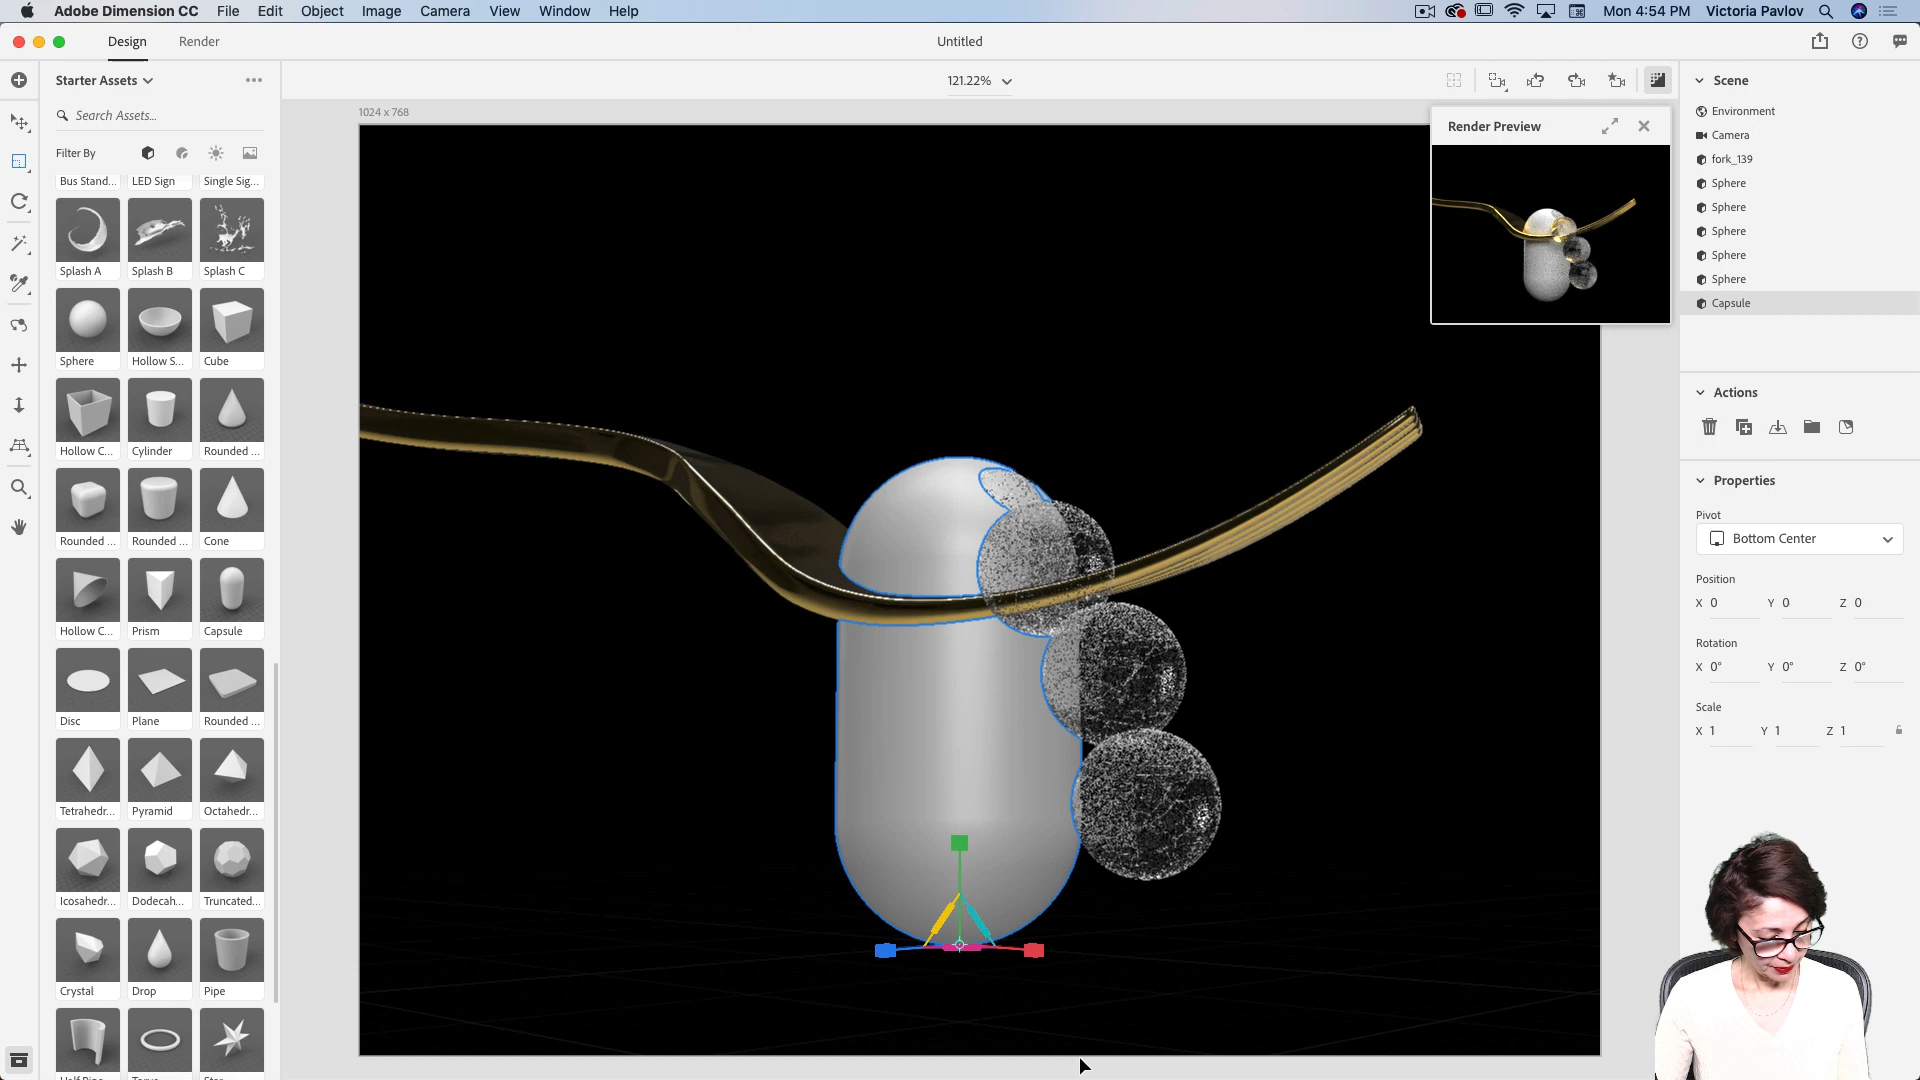 Adobe Dimension CC File Edit Object Image Camera View Window Help Mon 4:54 PM Victoria Pavlov
Design Render Untitled
Starter Assets
121.22%
Search Assets...
Filter By
Bus Stand... LED Sign Single Sig...
Splash A Splash B Splash C
Sphere Hollow S... Cube
Hollow C... Cylinder Rounded ...
Rounded ... Rounded ... Cone
Hollow C... Prism Capsule
Disc Plane Rounded ...
Tetrahedr... Pyramid Octahedr...
Icosahedr... Dodecah... Truncated...
Crystal Drop Pipe
1024 x 768
Render Preview
Scene
Environment
Camera
fork_139
Sphere
Sphere
Sphere
Sphere
Sphere
Capsule
Actions
Properties
Pivot
Bottom Center
Position
X 0 Y 0 Z 0
Rotation
X 0° Y 0° Z 0°
Scale
X 1 Y 1 Z 1